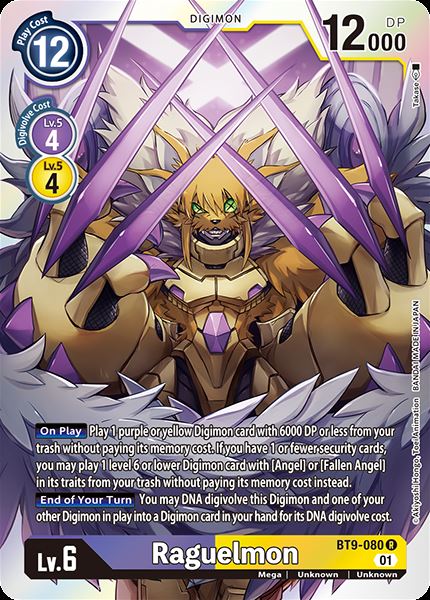 Play Cost
12
DIGIMON
DP
12000
Takase
Digivolve Cost
Lv.5
4
Lv.5
4
On Play Play 1 purple or yellow Digimon card with 6000 DP or less from your
trash without paying its memory cost. If you have 1 or fewer security cards,
you may play 1 level 6 or lower Digimon card with [Angel] or [Fallen Angel]
in its traits from your trash without paying its memory cost instead.
End of Your Turn You may DNA digivolve this Digimon and one of your
other Digimon in play into a Digimon card in your hand for its DNA digivolve cost.
©Akiyoshi Hongo, Toei Animation BANDAI MADE IN JAPAN
Lv.6
Raguelmon
BT9-080 R
01
Mega | Unknown | Unknown